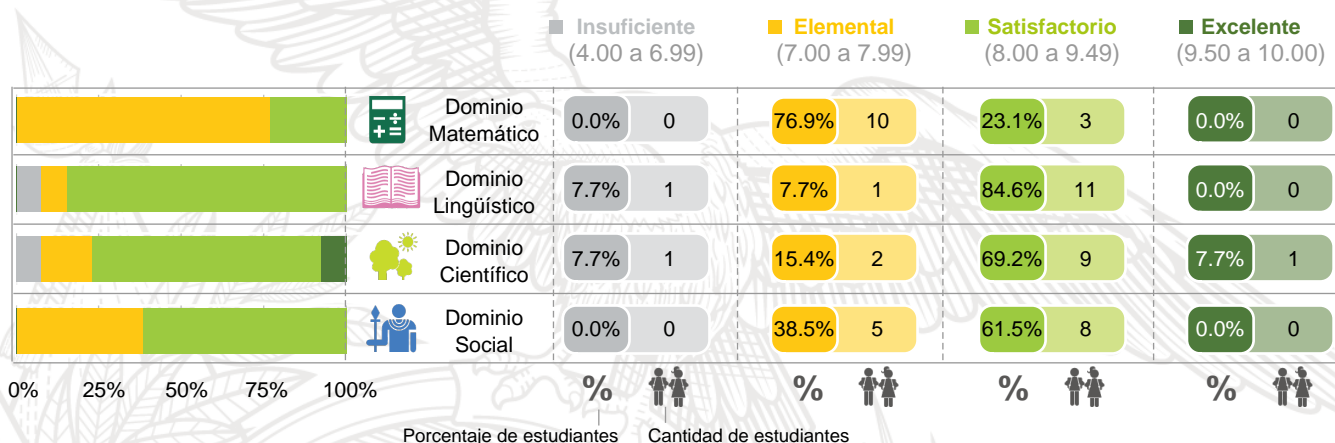 Insuficiente
(4.00 a 6.99)
Elemental
(7.00 a 7.99)
Satisfactorio
(8.00 a 9.49)
Excelente
(9.50 a 10.00)
Dominio
Matemático
0.0% 0 76.9% 10 23.1% 3 0.0% 0
Dominio
Lingüístico
7.7% 1 7.7% 1 84.6% 11 0.0% 0
Dominio
Científico
7.7% 1 15.4% 2 69.2% 9 7.7% 1
Dominio
Social
0.0% 0 38.5% 5 61.5% 8 0.0% 0
0% 25% 50% 75% 100% % % % %
Porcentaje de estudiantes Cantidad de estudiantes